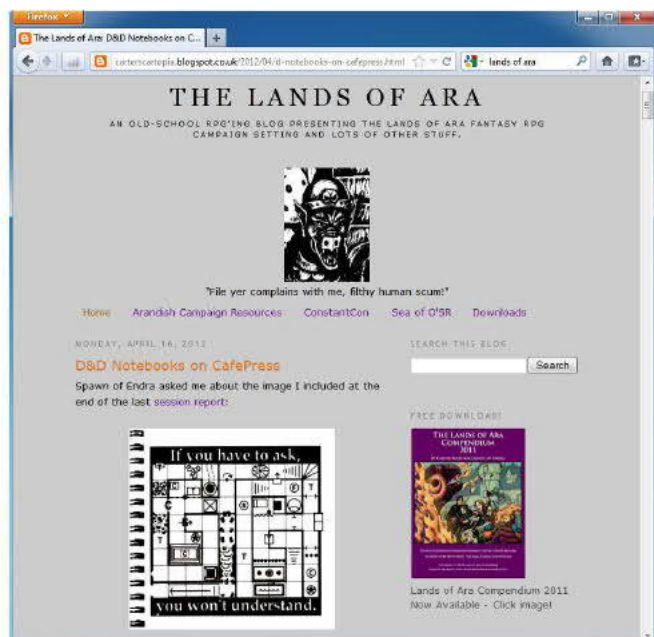 Firefox
The Lands of Ara: D&D Notebooks on C...
carterscartopia.blogspot.co.uk/2012/04/d-notebooks-on-cafepress.html
lands of ara
THE LANDS OF ARA
AN OLD-SCHOOL RPG'ING BLOG PRESENTING THE LANDS OF ARA FANTASY RPG
CAMPAIGN SETTING AND LOTS OF OTHER STUFF.
"File yer complains with me, filthy human scum!"
Home Arandish Campaign Resources ConstantCon Sea of O'SR Downloads
MONDAY, APRIL 16, 2012
D&D Notebooks on CafePress
Spawn of Endra asked me about the image I included at the
end of the last session report:
If you have to ask,
you won't understand.
SEARCH THIS BLOG
Search
FREE DOWNLOAD!
THE LANDS OF ARA
COMPENDIUM
2011
Lands of Ara Compendium 2011
Now Available - Click image!